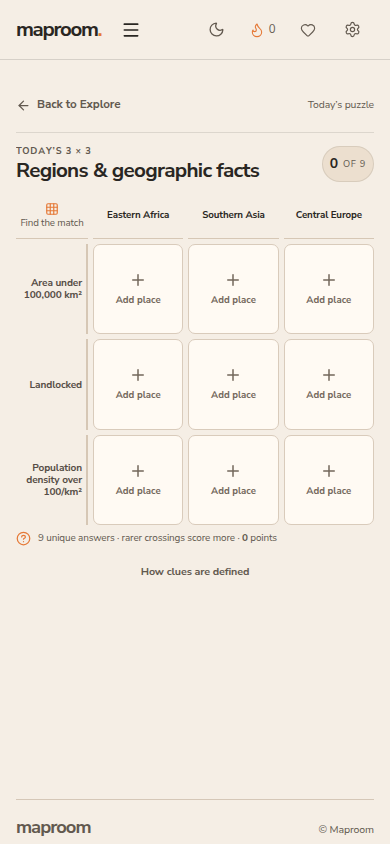 maproom.
0
Back to Explore
Today's puzzle
TODAY'S 3 × 3
Regions & geographic facts
0 OF 9
Find the match
Eastern Africa
Southern Asia
Central Europe
Area under
100,000 km²
Add place
Add place
Add place
Landlocked
Add place
Add place
Add place
Population
density over
100/km²
Add place
Add place
Add place
9 unique answers · rarer crossings score more · 0 points
How clues are defined
maproom
© Maproom